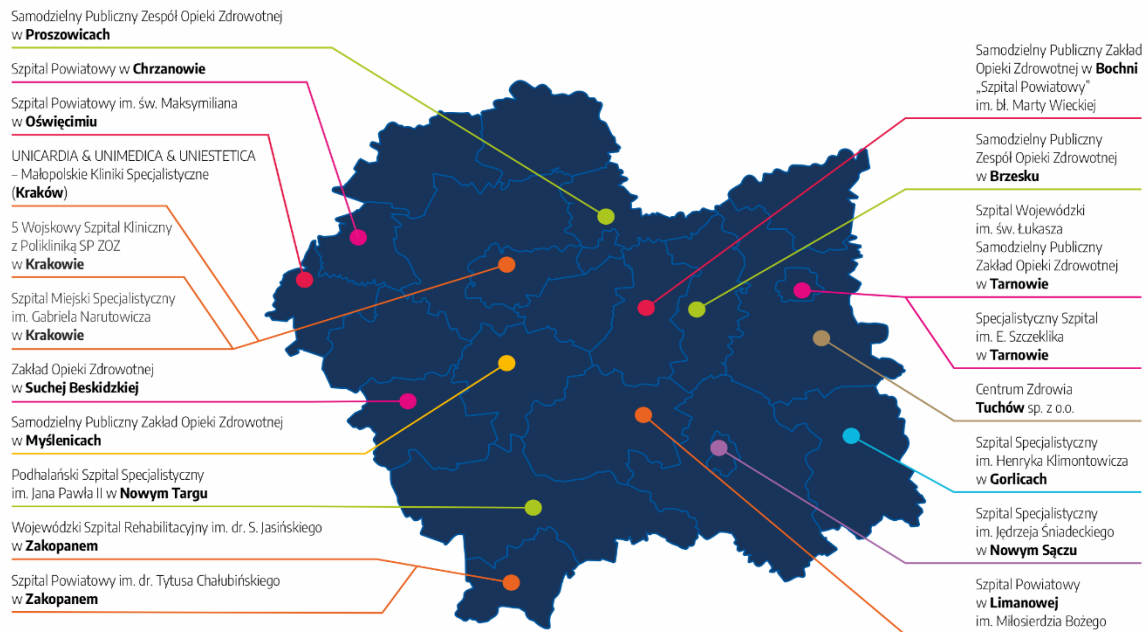 Samodzielny Publiczny Zespół Opieki Zdrowotnej
w Proszowicach
Szpital Powiatowy w Chrzanowie
Szpital Powiatowy im. św. Maksymiliana
w Oświęcimiu
UNICARDIA & UNIMEDICA & UNIESTETICA
– Małopolskie Kliniki Specjalistyczne
(Kraków)
5 Wojskowy Szpital Kliniczny
z Polikliniką SP ZOZ
w Krakowie
Szpital Miejski Specjalistyczny
im. Gabriela Narutowicza
w Krakowie
Zakład Opieki Zdrowotnej
w Suchej Beskidzkiej
Samodzielny Publiczny Zakład Opieki Zdrowotnej
w Myślenicach
Podhalański Szpital Specjalistyczny
im. Jana Pawła II w Nowym Targu
Wojewódzki Szpital Rehabilitacyjny im. dr. S. Jasińskiego
w Zakopanem
Szpital Powiatowy im. dr. Tytusa Chałubińskiego
w Zakopanem
Samodzielny Publiczny Zakład
Opieki Zdrowotnej w Bochni
„Szpital Powiatowy”
im. bł. Marty Wieckiej
Samodzielny Publiczny
Zespół Opieki Zdrowotnej
w Brzesku
Szpital Wojewódzki
im. św. Łukasza
Samodzielny Publiczny
Zakład Opieki Zdrowotnej
w Tarnowie
Specjalistyczny Szpital
im. E. Szczeklika
w Tarnowie
Centrum Zdrowia
Tuchów sp. z o.o.
Szpital Specjalistyczny
im. Henryka Klimontowicza
w Gorlicach
Szpital Specjalistyczny
im. Jędrzeja Śniadeckiego
w Nowym Sączu
Szpital Powiatowy
w Limanowej
im. Miłosierdzia Bożego